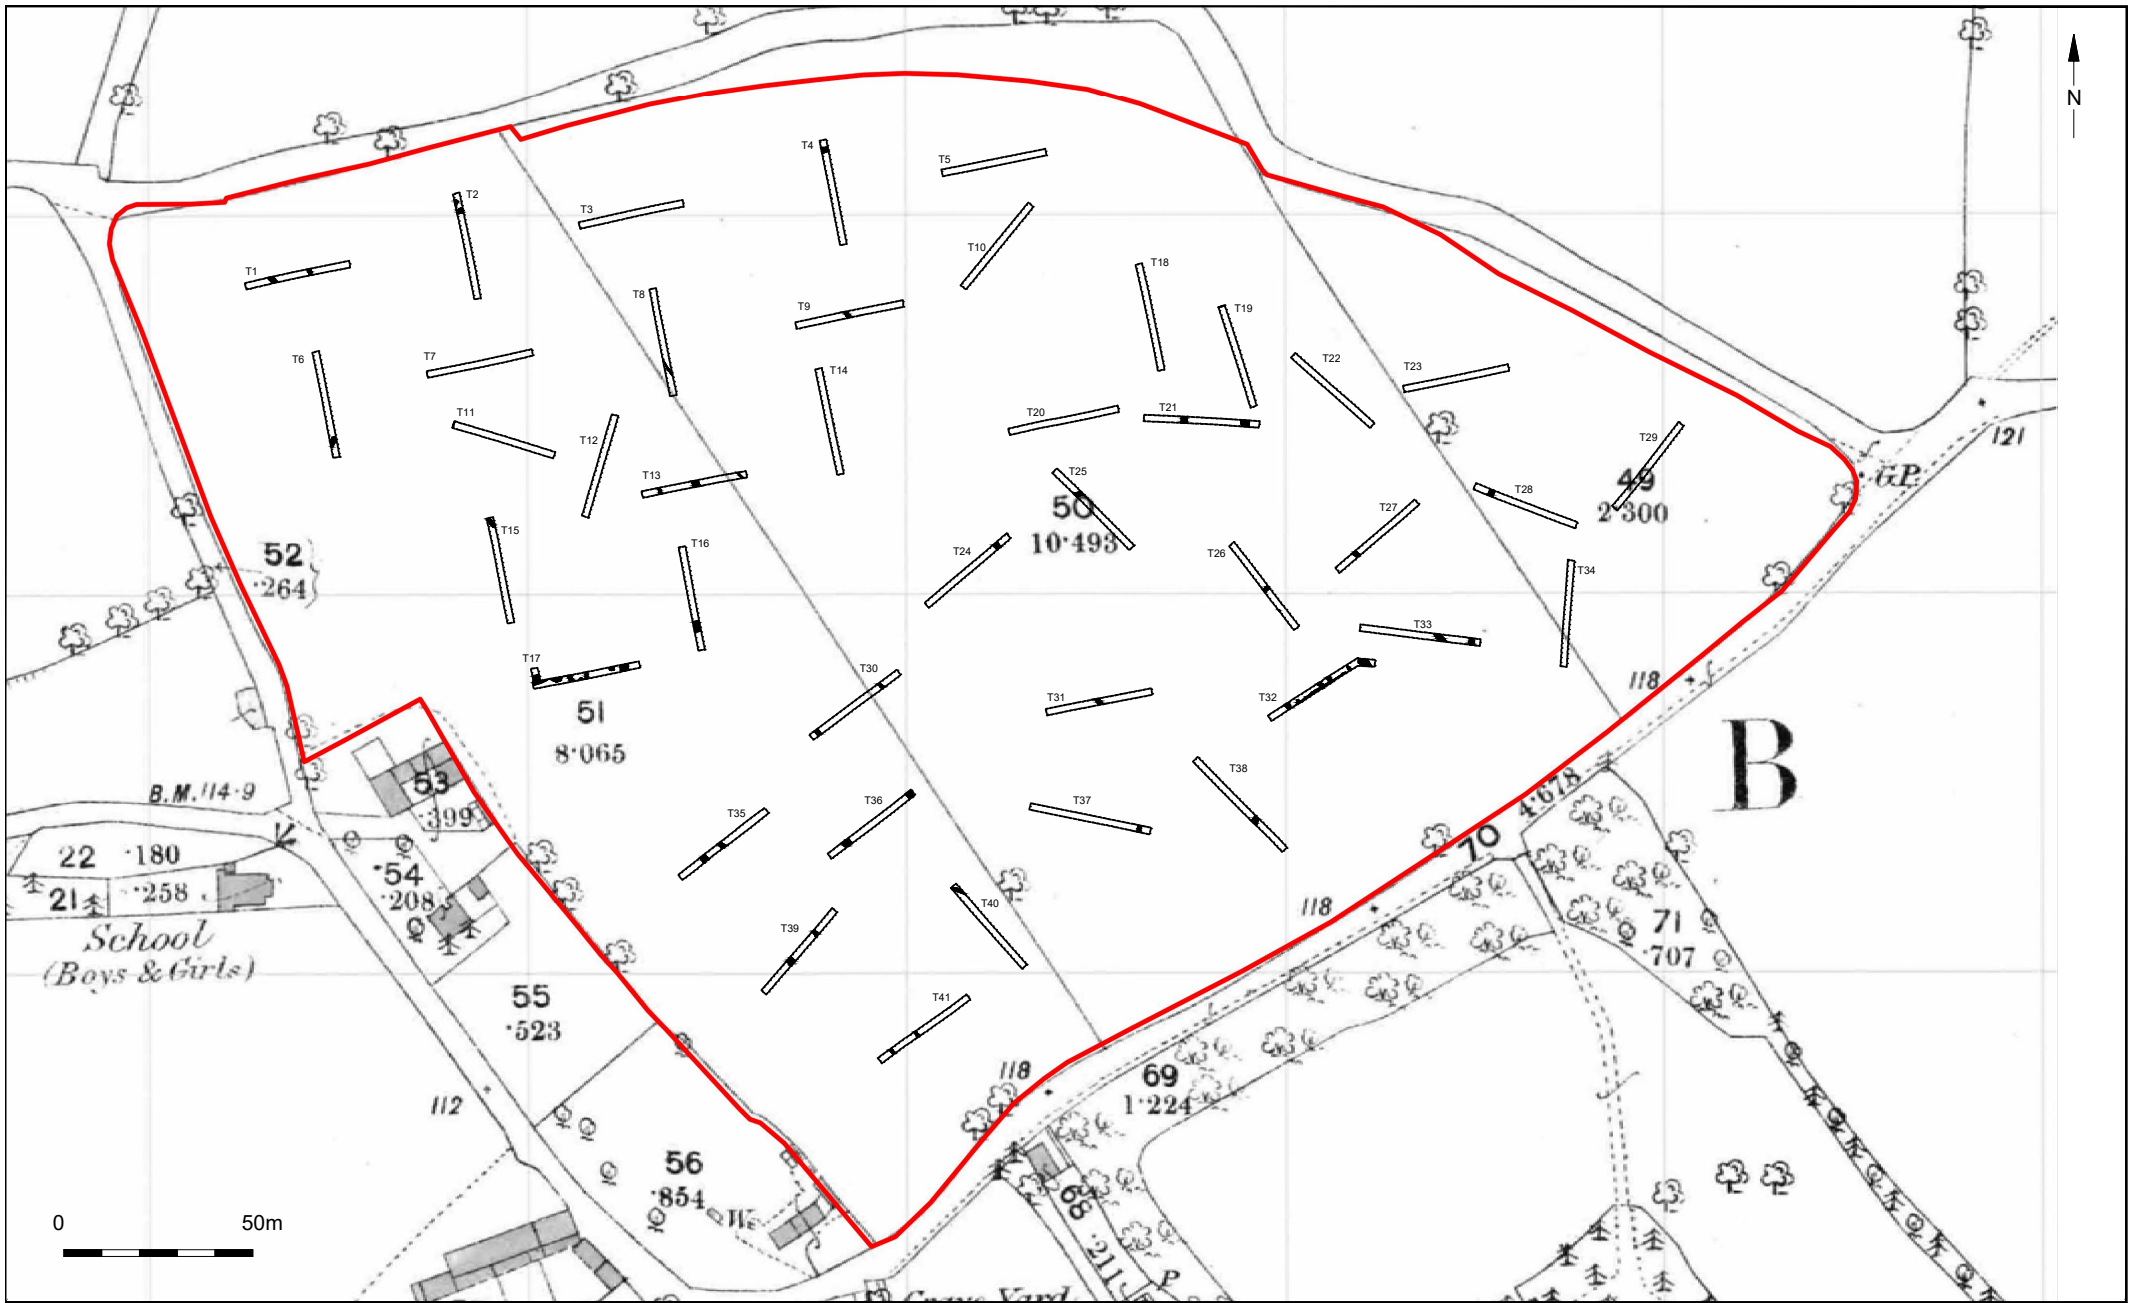 N
T4
T5
T2
T3
T10
T1
T18
T8
T9
T19
T6
T7
T14
T22
T23
T11
T12
T20
T21
121
T13
T25
T29
49
2·300
G.P.
T28
T15
50
10·493
T27
52
·264
T16
T24
T26
T34
T33
T17
T30
118
51
8·065
T31
T32
B
53
·399
B.M. 114·9
T38
4·678
T35
T36
T37
70
22 ·180
54
·208
21 ·258
118
71
·707
School
(Boys & Girls)
T39
T40
55
·523
T41
118
69
1·224
112
56
·854
W.
68
·211
0 50m
P
Grave Yard